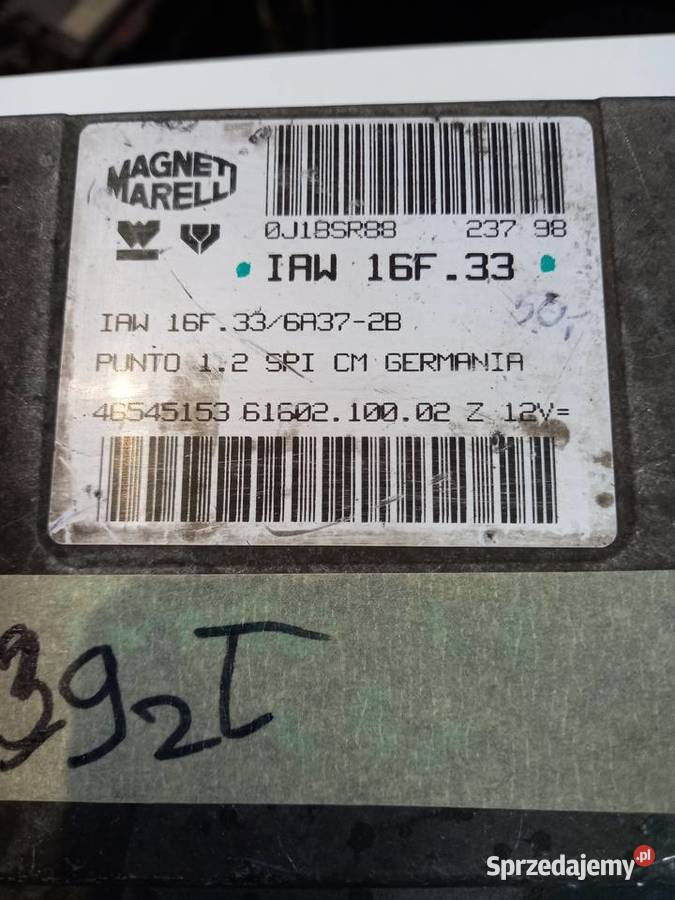 MAGNETI
MARELLI
0J18SR88 237 98
IAW 16F.33
IAW 16F.33/6A37-2B
50,-
PUNTO 1.2 SPI CM GERMANIA
46545153 61602.100.02 Z 12V=
392I
Sprzedajemy.pl